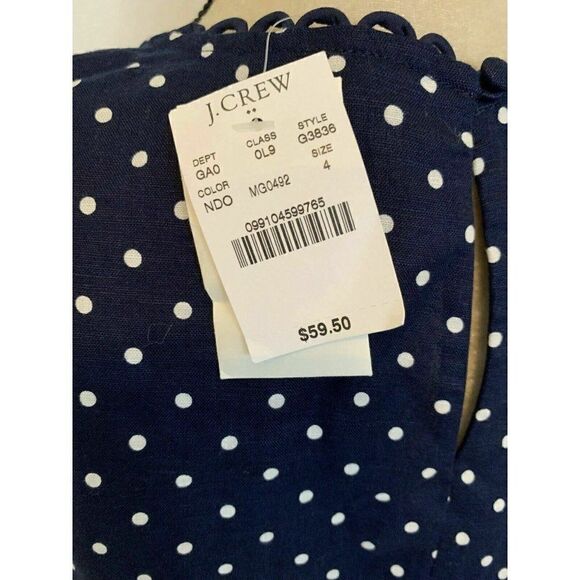 J.CREW
DEPT CLASS STYLE
GA0 0L9 G3836
COLOR MG0492 SIZE
NDO 4
099104599765
$59.50